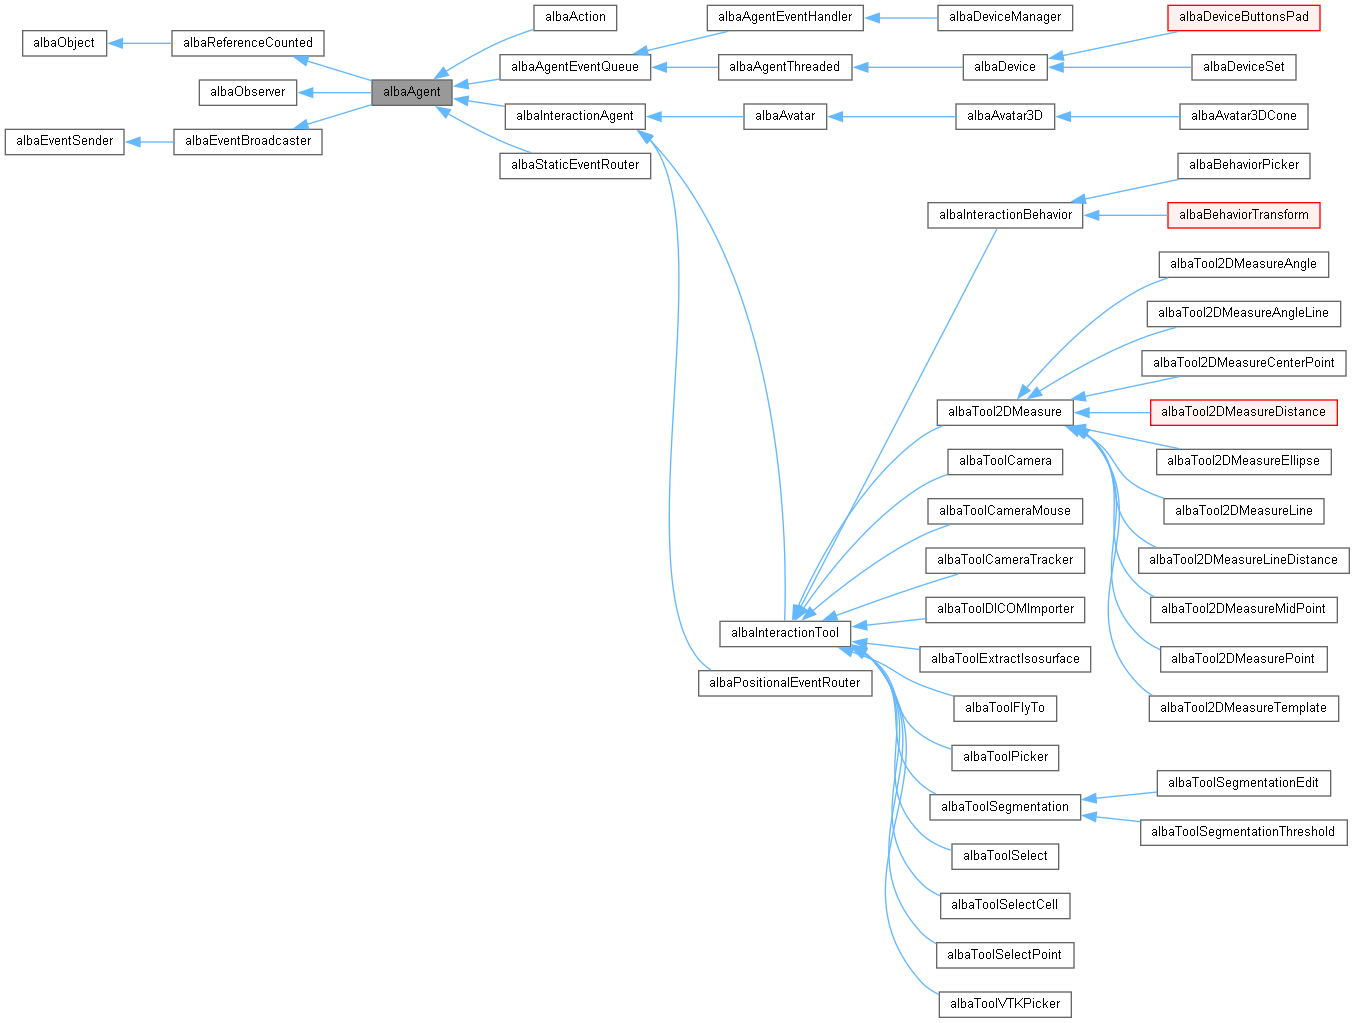 albaObject
albaReferenceCounted
albaObserver
albaEventSender
albaEventBroadcaster
albaAgent
albaAction
albaAgentEventQueue
albaInteractionAgent
albaStaticEventRouter
albaAgentEventHandler
albaAgentThreaded
albaAvatar
albaDeviceManager
albaDevice
albaAvatar3D
albaDeviceButtonsPad
albaDeviceSet
albaAvatar3DCone
albaInteractionTool
albaPositionalEventRouter
albaInteractionBehavior
albaBehaviorPicker
albaBehaviorTransform
albaTool2DMeasure
albaTool2DMeasureAngle
albaTool2DMeasureAngleLine
albaTool2DMeasureCenterPoint
albaTool2DMeasureDistance
albaTool2DMeasureEllipse
albaTool2DMeasureLine
albaTool2DMeasureLineDistance
albaTool2DMeasureMidPoint
albaTool2DMeasurePoint
albaTool2DMeasureTemplate
albaToolCamera
albaToolCameraMouse
albaToolCameraTracker
albaToolDICOMImporter
albaToolExtractIsosurface
albaToolFlyTo
albaToolPicker
albaToolSegmentation
albaToolSegmentationEdit
albaToolSegmentationThreshold
albaToolSelect
albaToolSelectCell
albaToolSelectPoint
albaToolVTKPicker